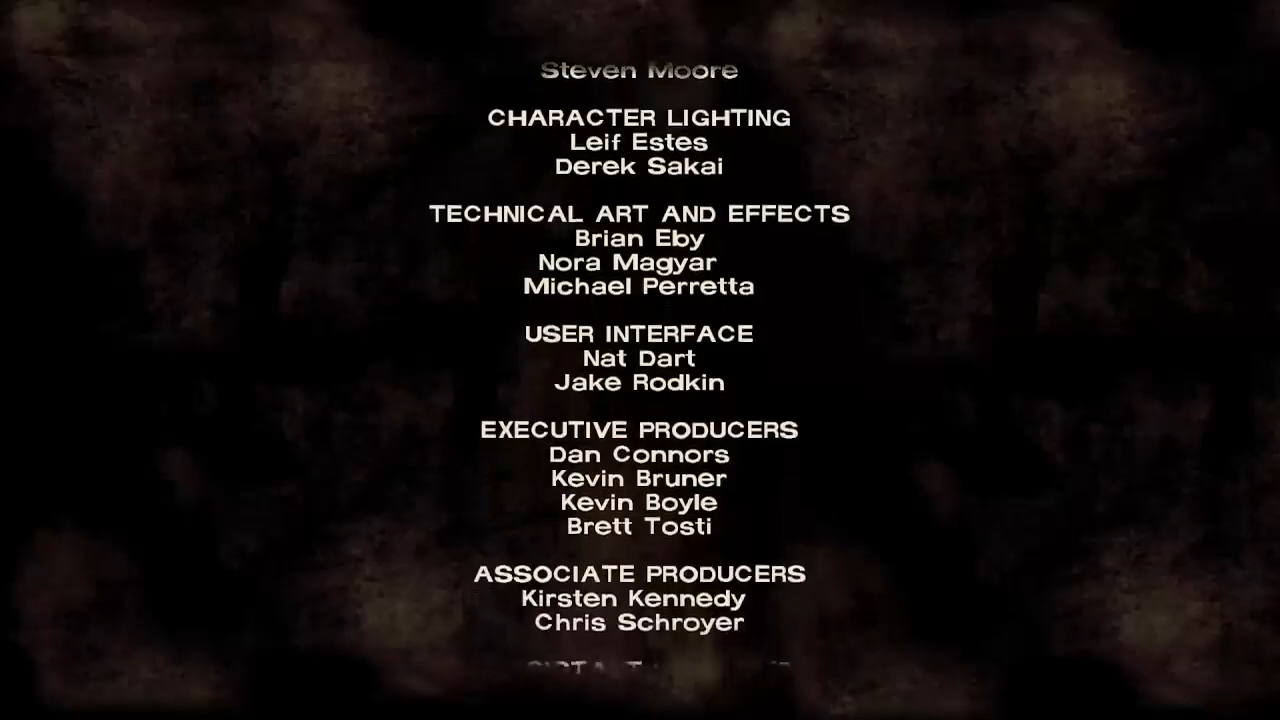 Steven Moore
CHARACTER LIGHTING
Leif Estes
Derek Sakai
TECHNICAL ART AND EFFECTS
Brian Eby
Nora Magyar
Michael Perretta
USER INTERFACE
Nat Dart
Jake Rodkin
EXECUTIVE PRODUCERS
Dan Connors
Kevin Bruner
Kevin Boyle
Brett Tosti
ASSOCIATE PRODUCERS
Kirsten Kennedy
Chris Schroyer